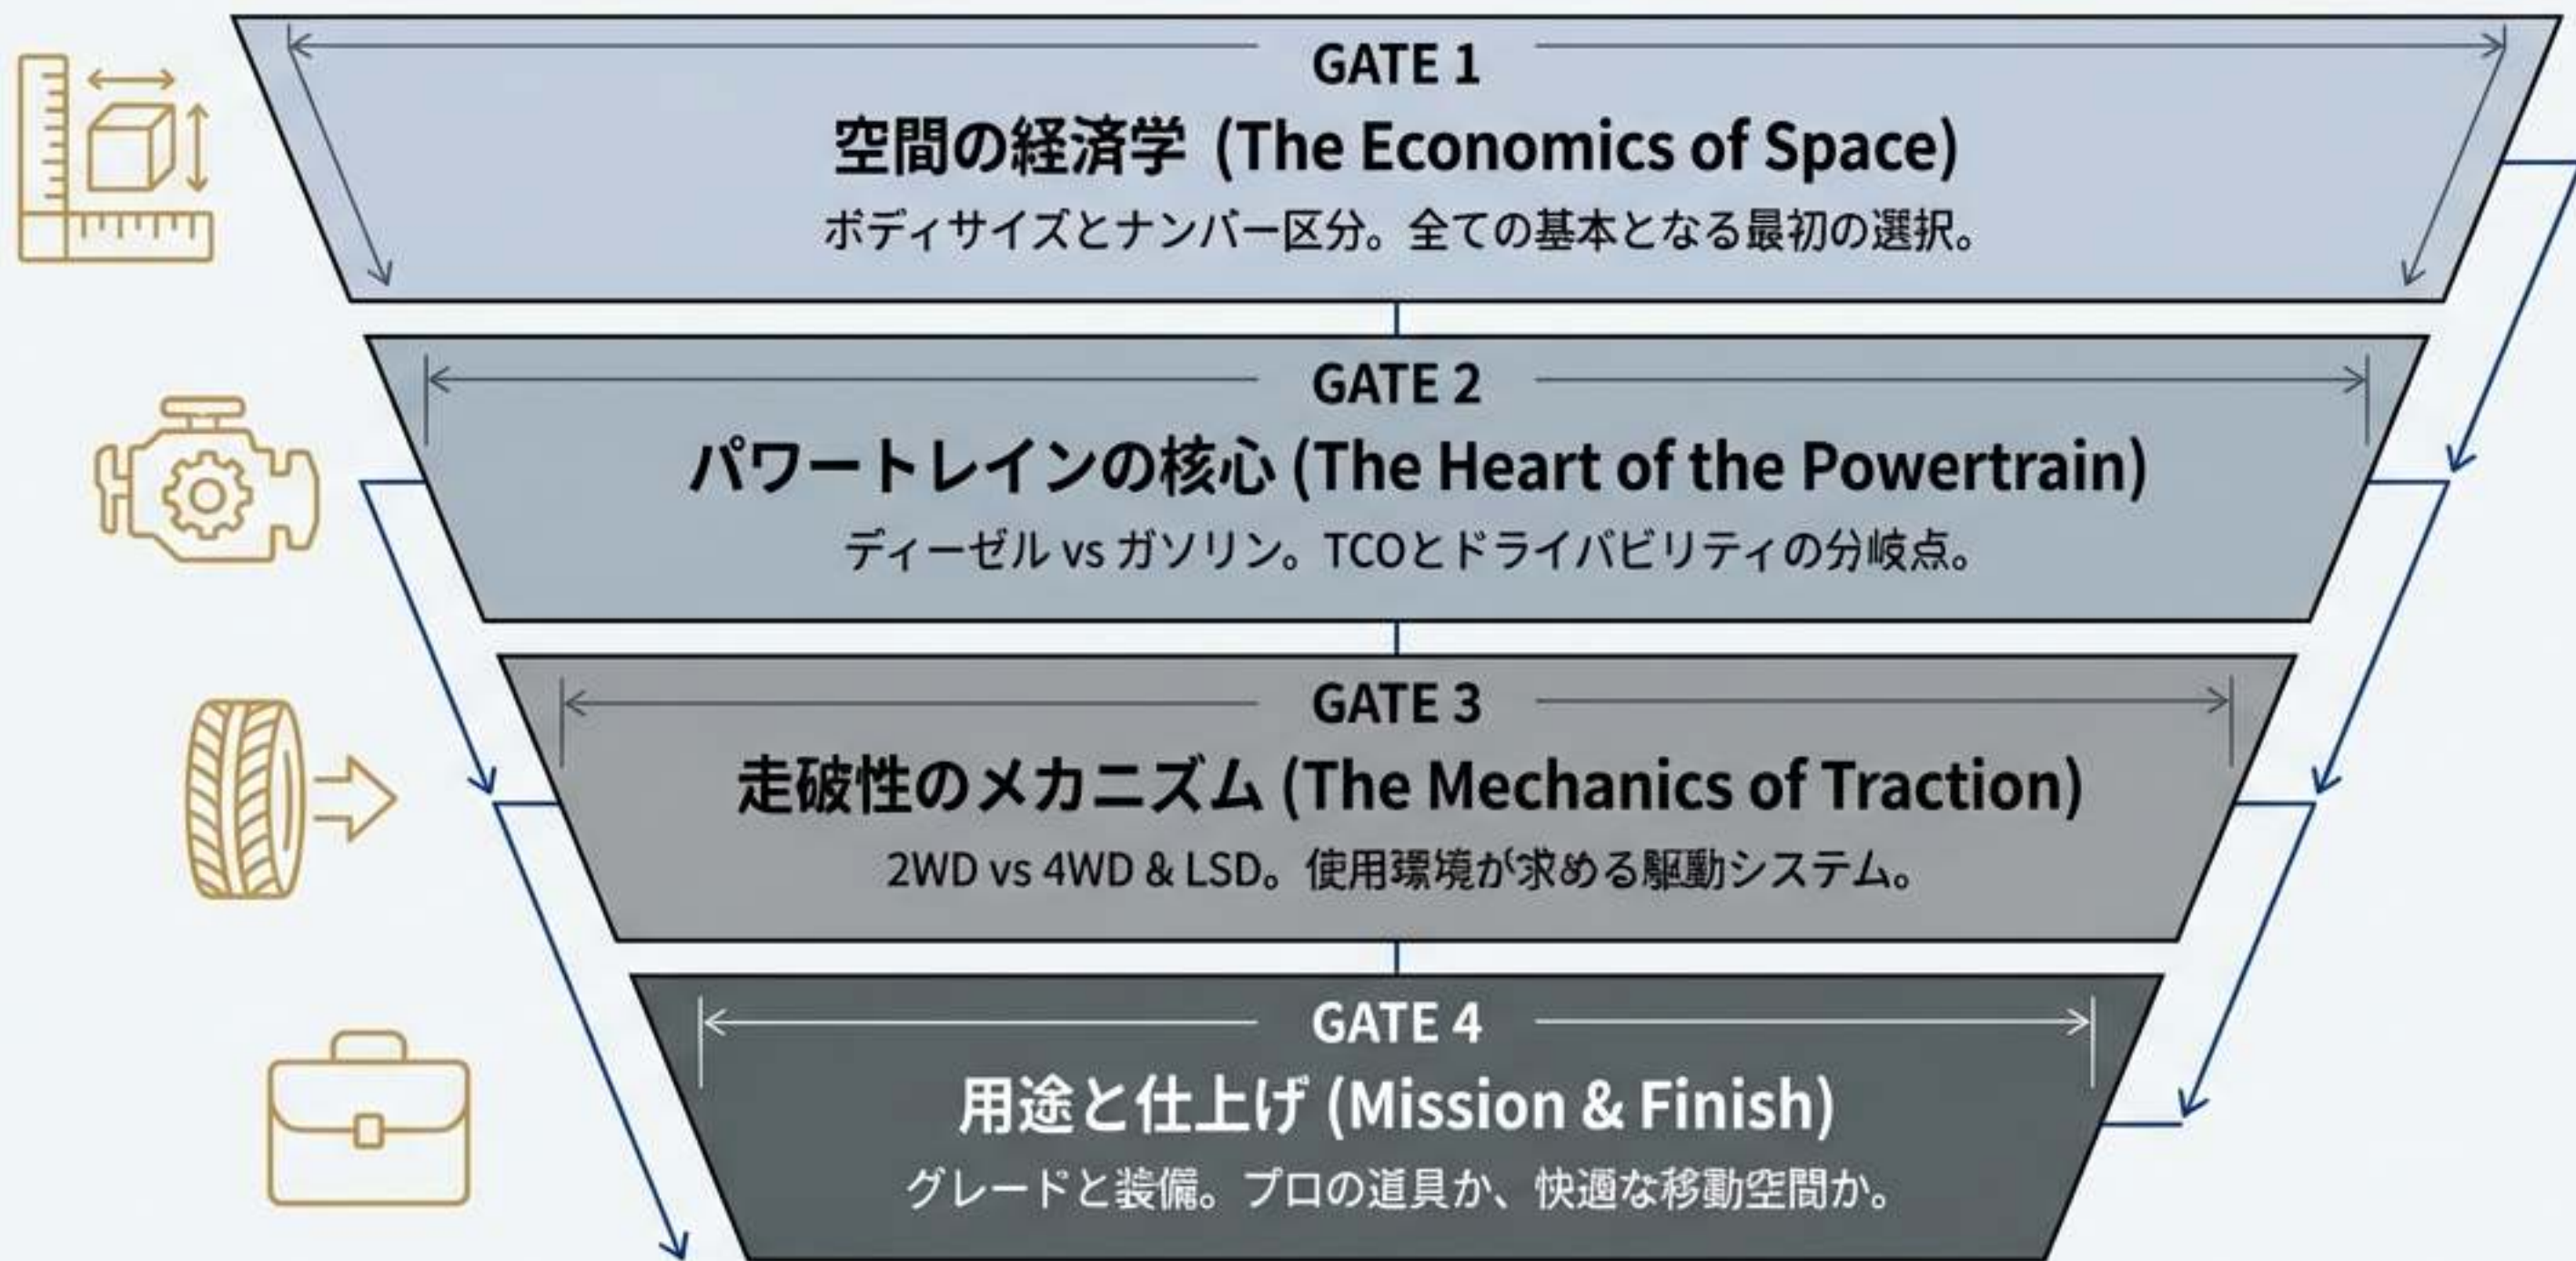 GATE 1
空間の経済学 (The Economics of Space)
ボディサイズとナンバー区分。全ての基本となる最初の選択。
GATE 2
パワートレインの核心 (The Heart of the Powertrain)
ディーゼル vs ガソリン。TCOとドライバビリティの分岐点。
GATE 3
走破性のメカニズム (The Mechanics of Traction)
2WD vs 4WD & LSD。使用環境が求める駆動システム。
GATE 4
用途と仕上げ (Mission & Finish)
グレードと装備。プロの道具か、快適な移動空間か。